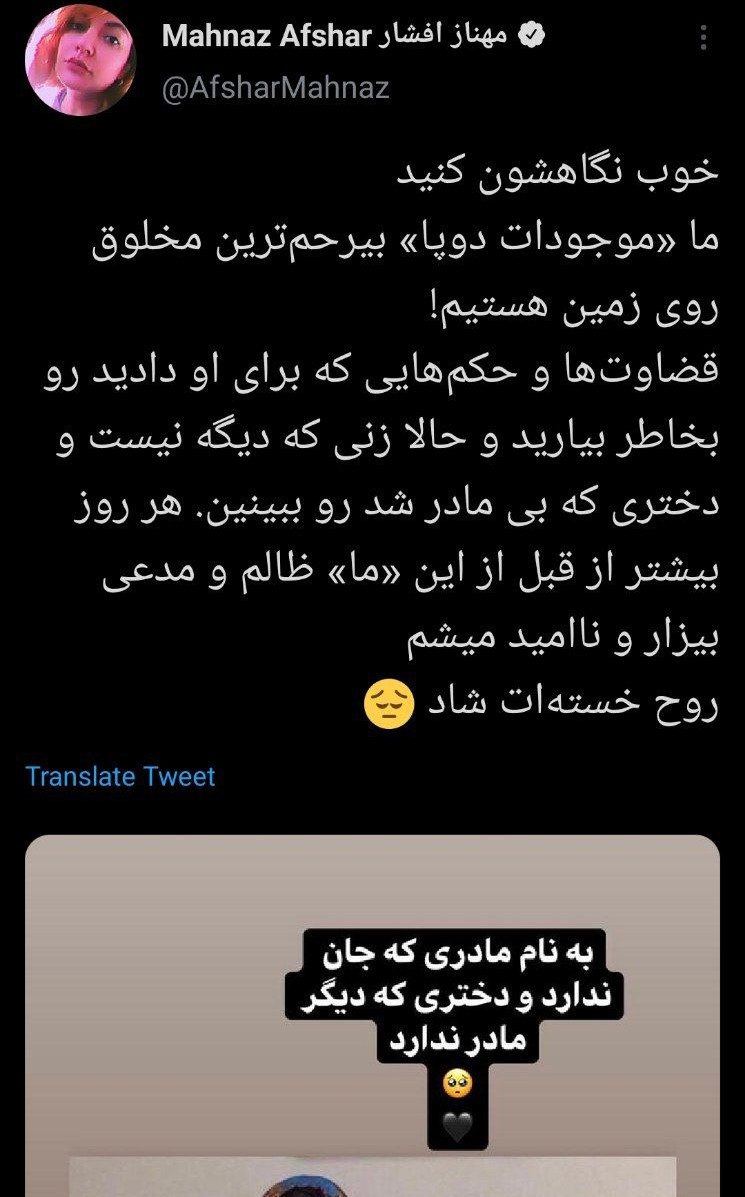 Mahnaz Afshar مهناز افشار
@AfsharMahnaz
خوب نگاهشون کنید
ما «موجودات دوپا» بیرحم‌ترین مخلوق
روی زمین هستیم!
قضاوت‌ها و حکم‌هایی که برای او دادید رو
بخاطر بیارید و حالا زنی که دیگه نیست و
دختری که بی مادر شد رو ببینین. هر روز
بیشتر از قبل از این «ما» ظالم و مدعی
بیزار و ناامید میشم
روح خسته‌ات شاد 😔
Translate Tweet
به نام مادری که جان
ندارد و دختری که دیگر
مادر ندارد
🥺
🖤